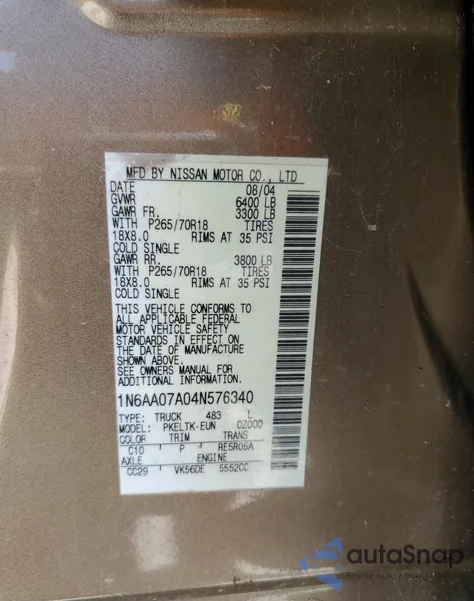 MFD BY NISSAN MOTOR CO., LTD
DATE 08/04
GVWR 6400 LB
GAWR FR. 3300 LB
WITH P265/70R18 TIRES
18X8.0 RIMS AT 35 PSI
COLD SINGLE
GAWR RR. 3800 LB
WITH P265/70R18 TIRES
18X8.0 RIMS AT 35 PSI
COLD SINGLE
THIS VEHICLE CONFORMS TO
ALL APPLICABLE FEDERAL
MOTOR VEHICLE SAFETY
STANDARDS IN EFFECT ON
THE DATE OF MANUFACTURE
SHOWN ABOVE.
SEE OWNERS MANUAL FOR
ADDITIONAL INFORMATION
1N6AA07A04N576340
TYPE: TRUCK 483 L
MODEL: PKELTK-EUN 0Z000
COLOR TRIM TRANS
C10 P RE5R05A
AXLE ENGINE
CC29 VK56DE 5552CC
autoSnap